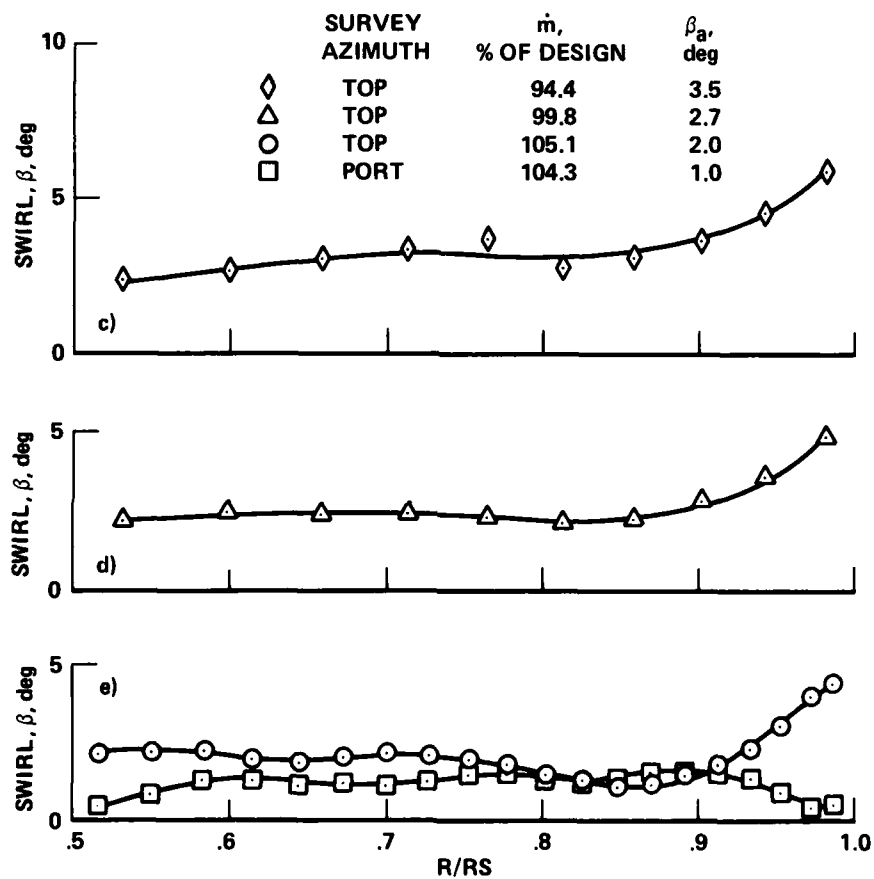 SURVEY AZIMUTH
ṁ, % OF DESIGN
βa, deg
TOP 94.4 3.5
TOP 99.8 2.7
TOP 105.1 2.0
PORT 104.3 1.0
10
5
0
SWIRL, β, deg
c)
5
0
SWIRL, β, deg
d)
5
0
SWIRL, β, deg
e)
.5 .6 .7 .8 .9 1.0
R/RS